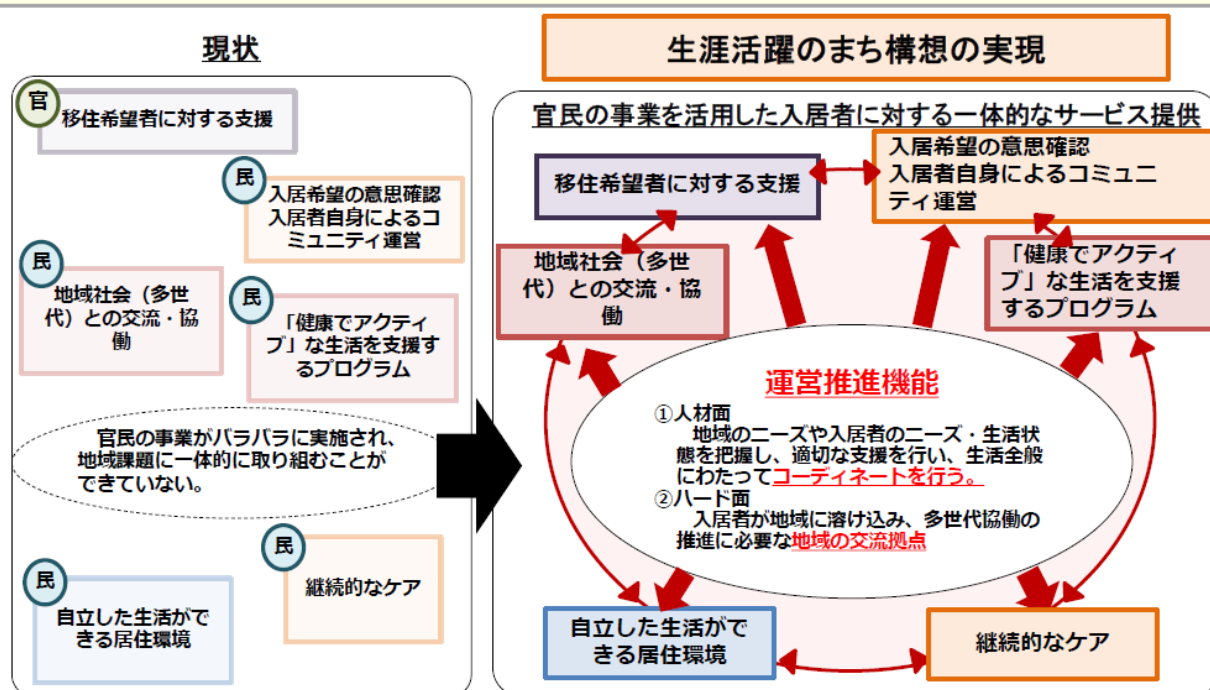 現状
官
移住希望者に対する支援
民
入居希望の意思確認
入居者自身によるコ
ミュニティ運営
民
地域社会（多世
代）との交流・協
働
民
「健康でアクティ
ブ」な生活を支援す
るプログラム
官民の事業がバラバラに実施され、
地域課題に一体的に取り組むことが
できていない。
民
継続的なケア
民
自立した生活がで
きる居住環境
生涯活躍のまち構想の実現
官民の事業を活用した入居者に対する一体的なサービス提供
移住希望者に対する支援
入居希望の意思確認
入居者自身によるコミュニ
ティ運営
地域社会（多世
代）との交流・協
働
「健康でアクティ
ブ」な生活を支援
するプログラム
運営推進機能
①人材面
地域のニーズや入居者のニーズ・生活状
態を把握し、適切な支援を行い、生活全般
にわたってコーディネートを行う。
②ハード面
入居者が地域に溶け込み、多世代協働の
推進に必要な地域の交流拠点
自立した生活がで
きる居住環境
継続的なケア